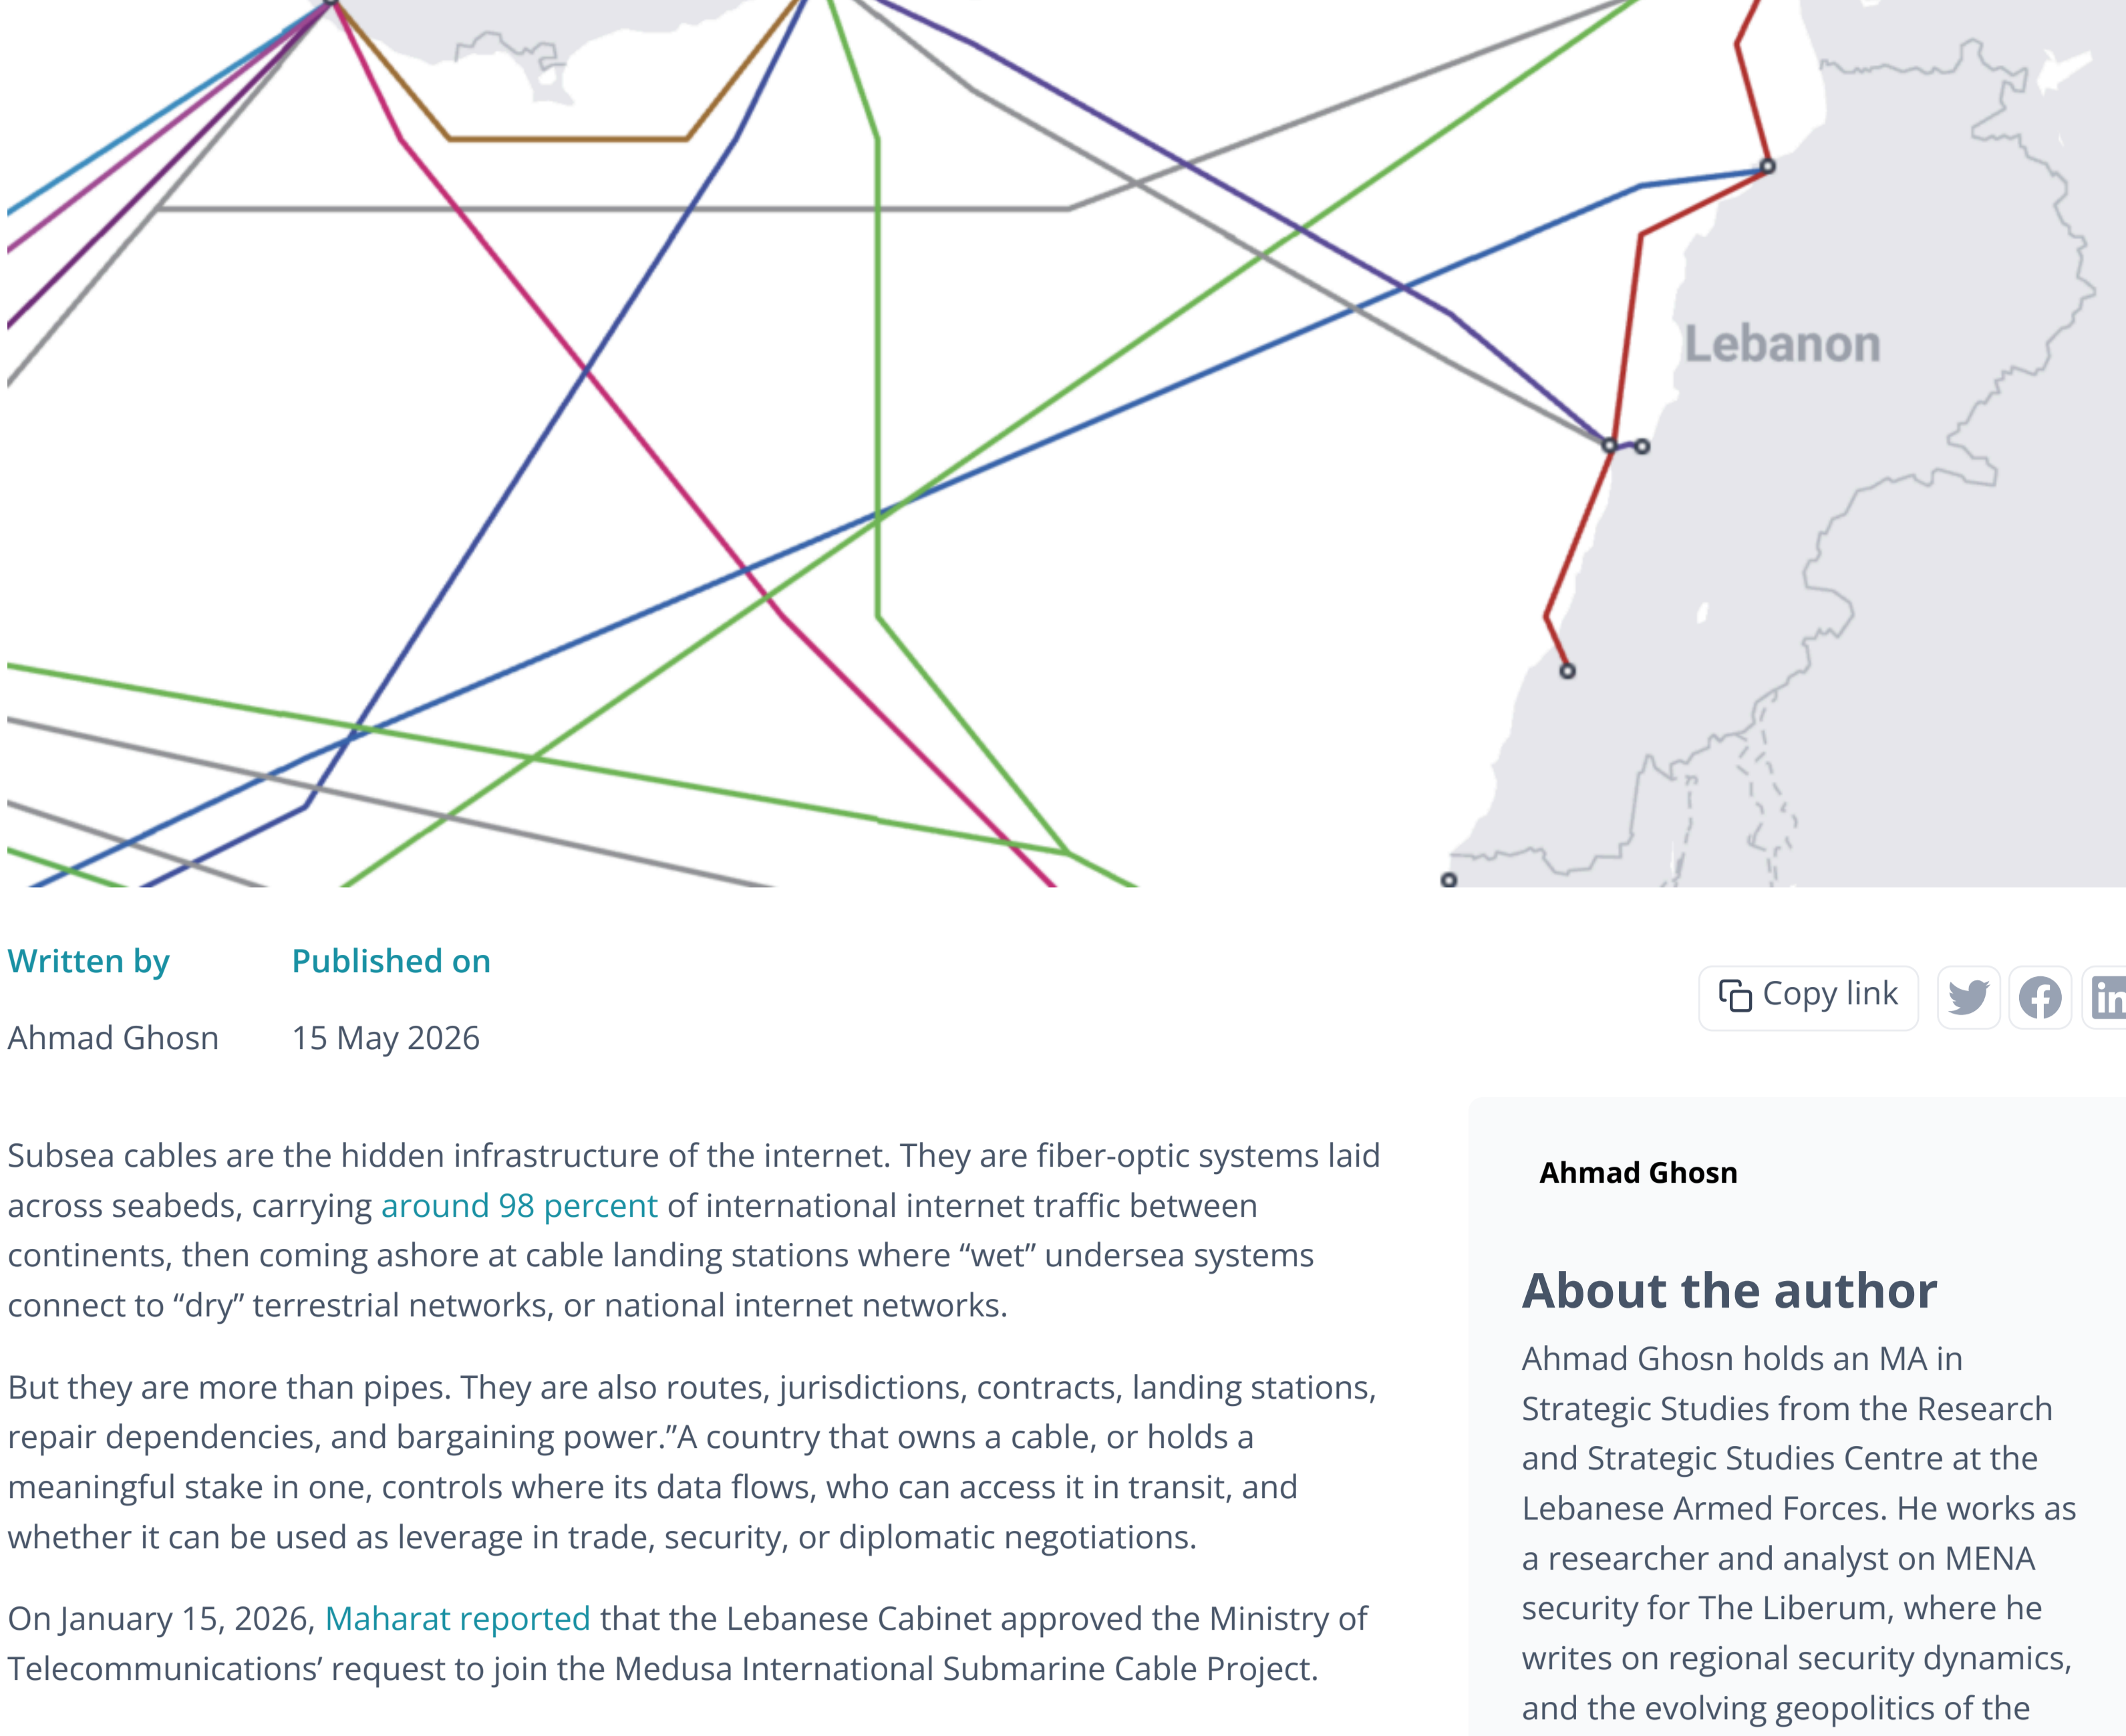 Lebanon
Written by
Published on
Ahmad Ghosn
15 May 2026
Copy link
Subsea cables are the hidden infrastructure of the internet. They are fiber-optic systems laid
across seabeds, carrying around 98 percent of international internet traffic between
continents, then coming ashore at cable landing stations where “wet” undersea systems
connect to “dry” terrestrial networks, or national internet networks.
But they are more than pipes. They are also routes, jurisdictions, contracts, landing stations,
repair dependencies, and bargaining power.”A country that owns a cable, or holds a
meaningful stake in one, controls where its data flows, who can access it in transit, and
whether it can be used as leverage in trade, security, or diplomatic negotiations.
On January 15, 2026, Maharat reported that the Lebanese Cabinet approved the Ministry of
Telecommunications’ request to join the Medusa International Submarine Cable Project.
Ahmad Ghosn
About the author
Ahmad Ghosn holds an MA in
Strategic Studies from the Research
and Strategic Studies Centre at the
Lebanese Armed Forces. He works as
a researcher and analyst on MENA
security for The Liberum, where he
writes on regional security dynamics,
and the evolving geopolitics of the